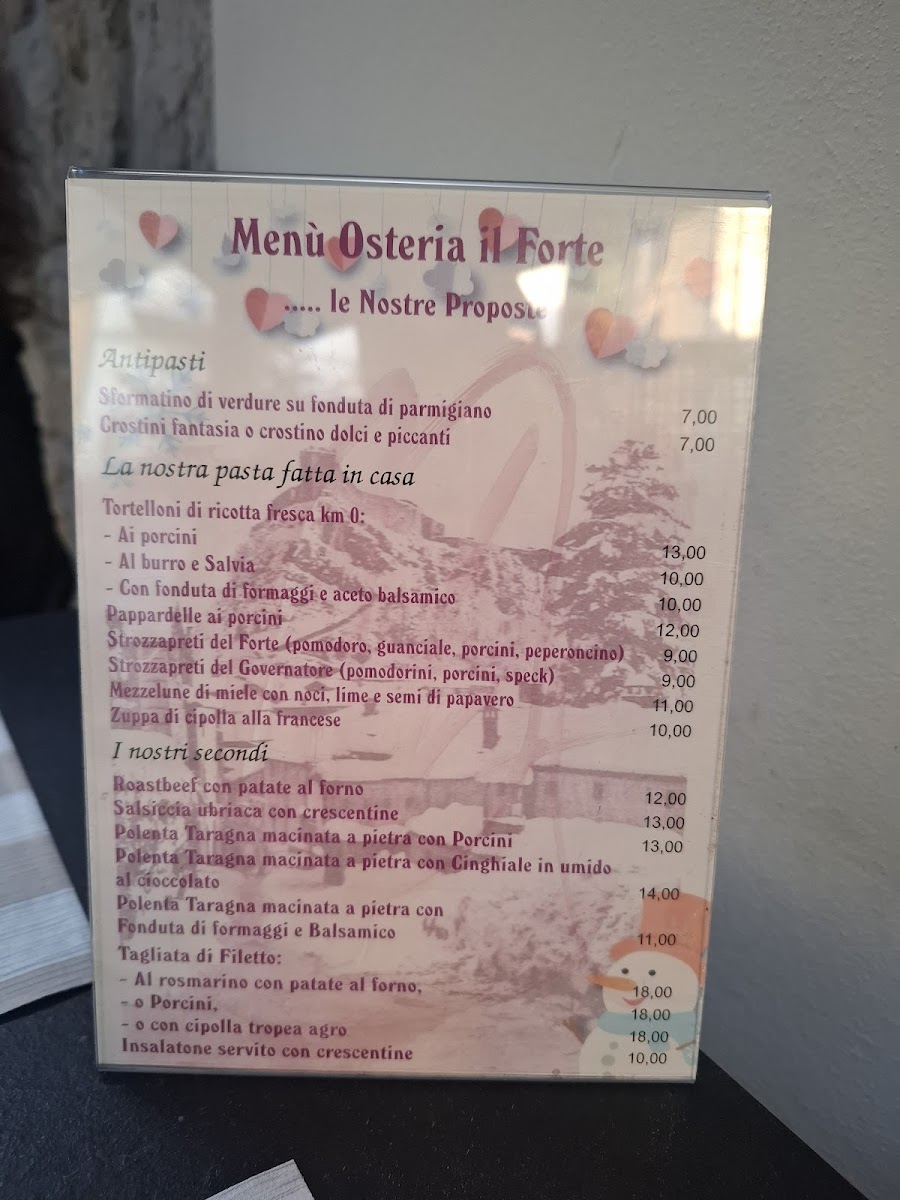 Menù Osteria il Forte
..... le Nostre Proposte
Antipasti
Sformatino di verdure su fonduta di parmigiano 7,00
Crostini fantasia o crostino dolci e piccanti 7,00
La nostra pasta fatta in casa
Tortelloni di ricotta fresca km 0:
- Ai porcini 13,00
- Al burro e Salvia 10,00
- Con fonduta di formaggi e aceto balsamico 10,00
Pappardelle ai porcini 12,00
Strozzapreti del Forte (pomodoro, guanciale, porcini, peperoncino) 9,00
Strozzapreti del Governatore (pomodorini, porcini, speck) 9,00
Mezzelune di miele con noci, lime e semi di papavero 11,00
Zuppa di cipolla alla francese 10,00
I nostri secondi
Roastbeef con patate al forno 12,00
Salsiccia ubriaca con crescentine 13,00
Polenta Taragna macinata a pietra con Porcini 13,00
Polenta Taragna macinata a pietra con Cinghiale in umido
al cioccolato 14,00
Polenta Taragna macinata a pietra con
Fonduta di formaggi e Balsamico 11,00
Tagliata di Filetto:
- Al rosmarino con patate al forno, 18,00
- o Porcini, 18,00
- o con cipolla tropea agro 18,00
Insalatone servito con crescentine 10,00